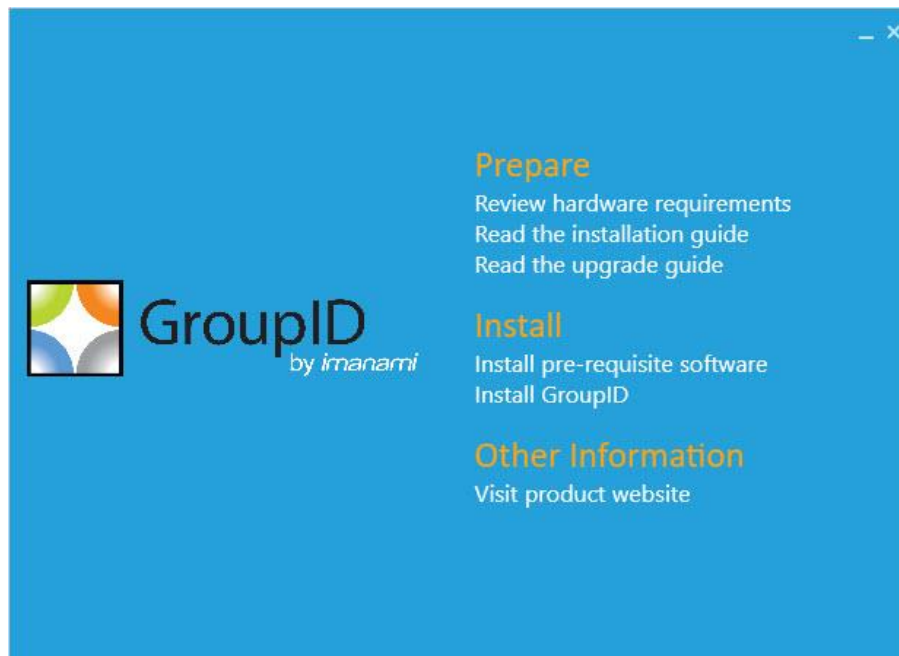 Prepare
Review hardware requirements
Read the installation guide
Read the upgrade guide
GroupID
by imanami
Install
Install pre-requisite software
Install GroupID
Other Information
Visit product website